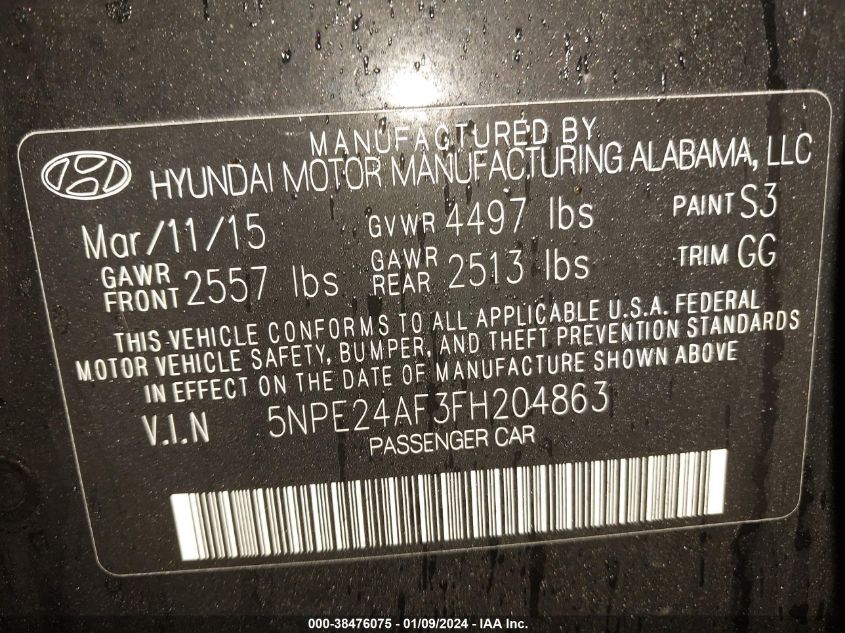 MANUFACTURED BY
HYUNDAI MOTOR MANUFACTURING ALABAMA, LLC
Mar/11/15 GVWR 4497 lbs PAINT S3
GAWR FRONT 2557 lbs GAWR REAR 2513 lbs TRIM GG
THIS VEHICLE CONFORMS TO ALL APPLICABLE U.S.A. FEDERAL
MOTOR VEHICLE SAFETY, BUMPER, AND THEFT PREVENTION STANDARDS
IN EFFECT ON THE DATE OF MANUFACTURE SHOWN ABOVE
V.I.N 5NPE24AF3FH204863
PASSENGER CAR
000-38476075 - 01/09/2024 - IAA Inc.